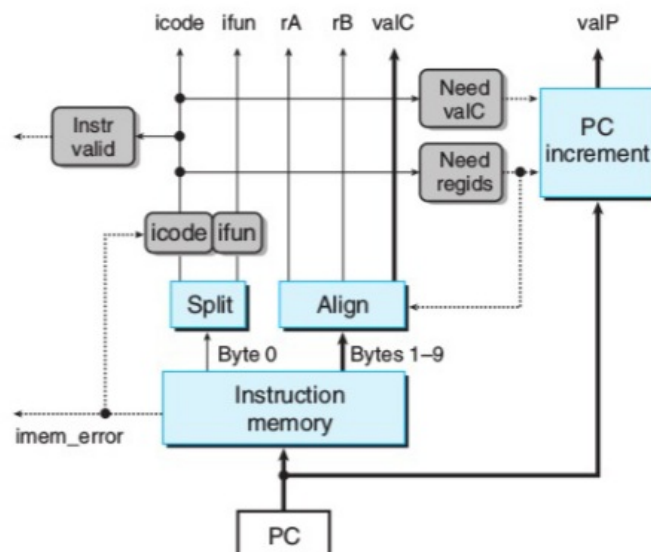 icode ifun rA rB valC valP
Need
valC
Instr
valid
PC
increment
Need
regids
icode ifun
Split Align
Byte 0 Bytes 1–9
Instruction
memory
imem_error
PC